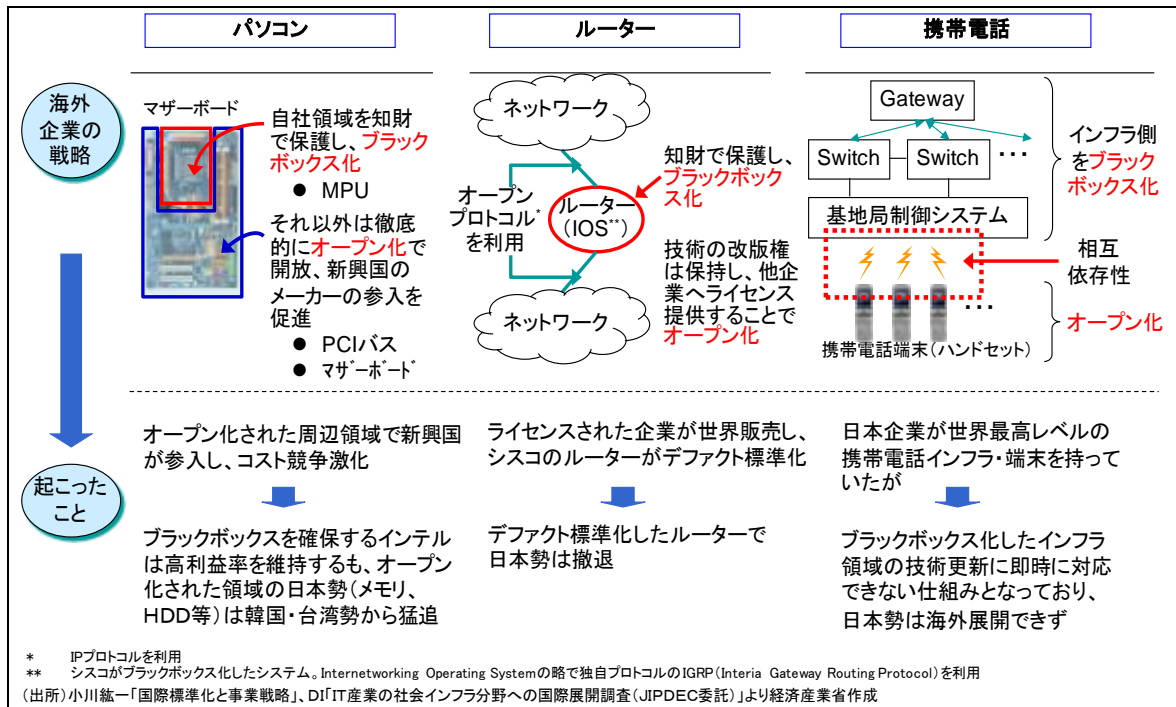 パソコン
ルーター
携帯電話
海外
企業の
戦略
マザーボード
自社領域を知財
で保護し、ブラック
ボックス化
● MPU
それ以外は徹底
的にオープン化で
開放、新興国の
メーカーの参入を
促進
● PCIバス
● ﾏｻﾞｰﾎﾞｰﾄﾞ
ネットワーク
オープン
プロトコル*
を利用
ルーター
(IOS**)
ネットワーク
知財で保護し、
ブラックボック
ス化
技術の改版権
は保持し、他企
業へライセンス
提供することで
オープン化
Gateway
Switch
Switch
･･･
基地局制御システム
･･･
携帯電話端末(ハンドセット)
インフラ側
をブラック
ボックス化
相互
依存性
オープン化
起こった
こと
オープン化された周辺領域で新興国
が参入し、コスト競争激化
ブラックボックスを確保するインテル
は高利益率を維持するも、オープン
化された領域の日本勢(メモリ、
HDD等)は韓国・台湾勢から猛追
ライセンスされた企業が世界販売し、
シスコのルーターがデファクト標準化
デファクト標準化したルーターで
日本勢は撤退
日本企業が世界最高レベルの
携帯電話インフラ・端末を持って
いたが
ブラックボックス化したインフラ
領域の技術更新に即時に対応
できない仕組みとなっており、
日本勢は海外展開できず
* IPプロトコルを利用
** シスコがブラックボックス化したシステム。Internetworking Operating Systemの略で独自プロトコルのIGRP(Interia Gateway Routing Protocol)を利用
(出所)小川紘一「国際標準化と事業戦略」、DI「IT産業の社会インフラ分野への国際展開調査(JIPDEC委託)」より経済産業省作成